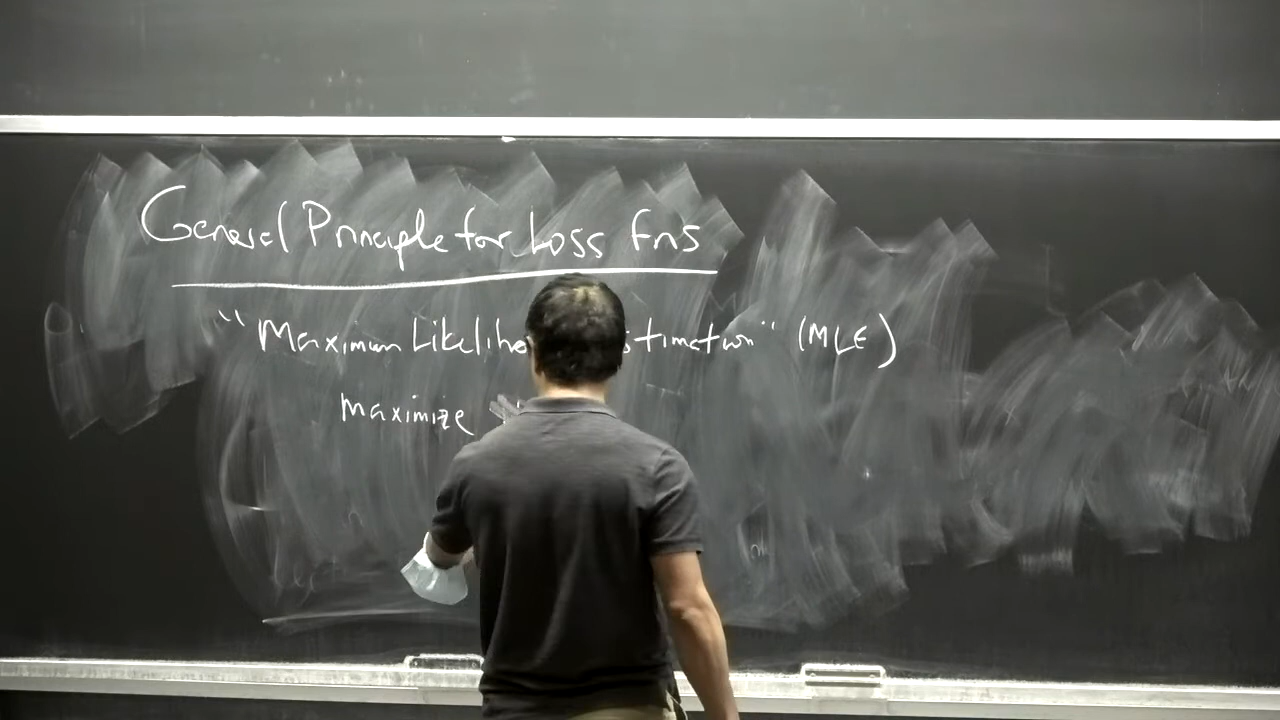 General Principle for Loss Fns
"Maximum Likeliho stimation" (MLE)
Maximize